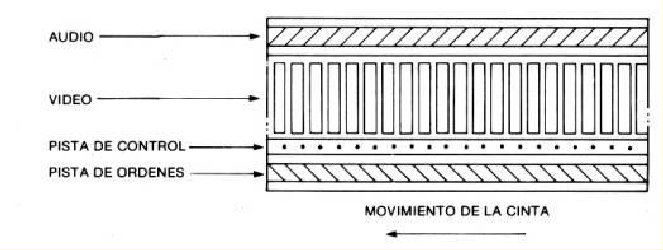 AUDIO
VIDEO
PISTA DE CONTROL
PISTA DE ORDENES
MOVIMIENTO DE LA CINTA